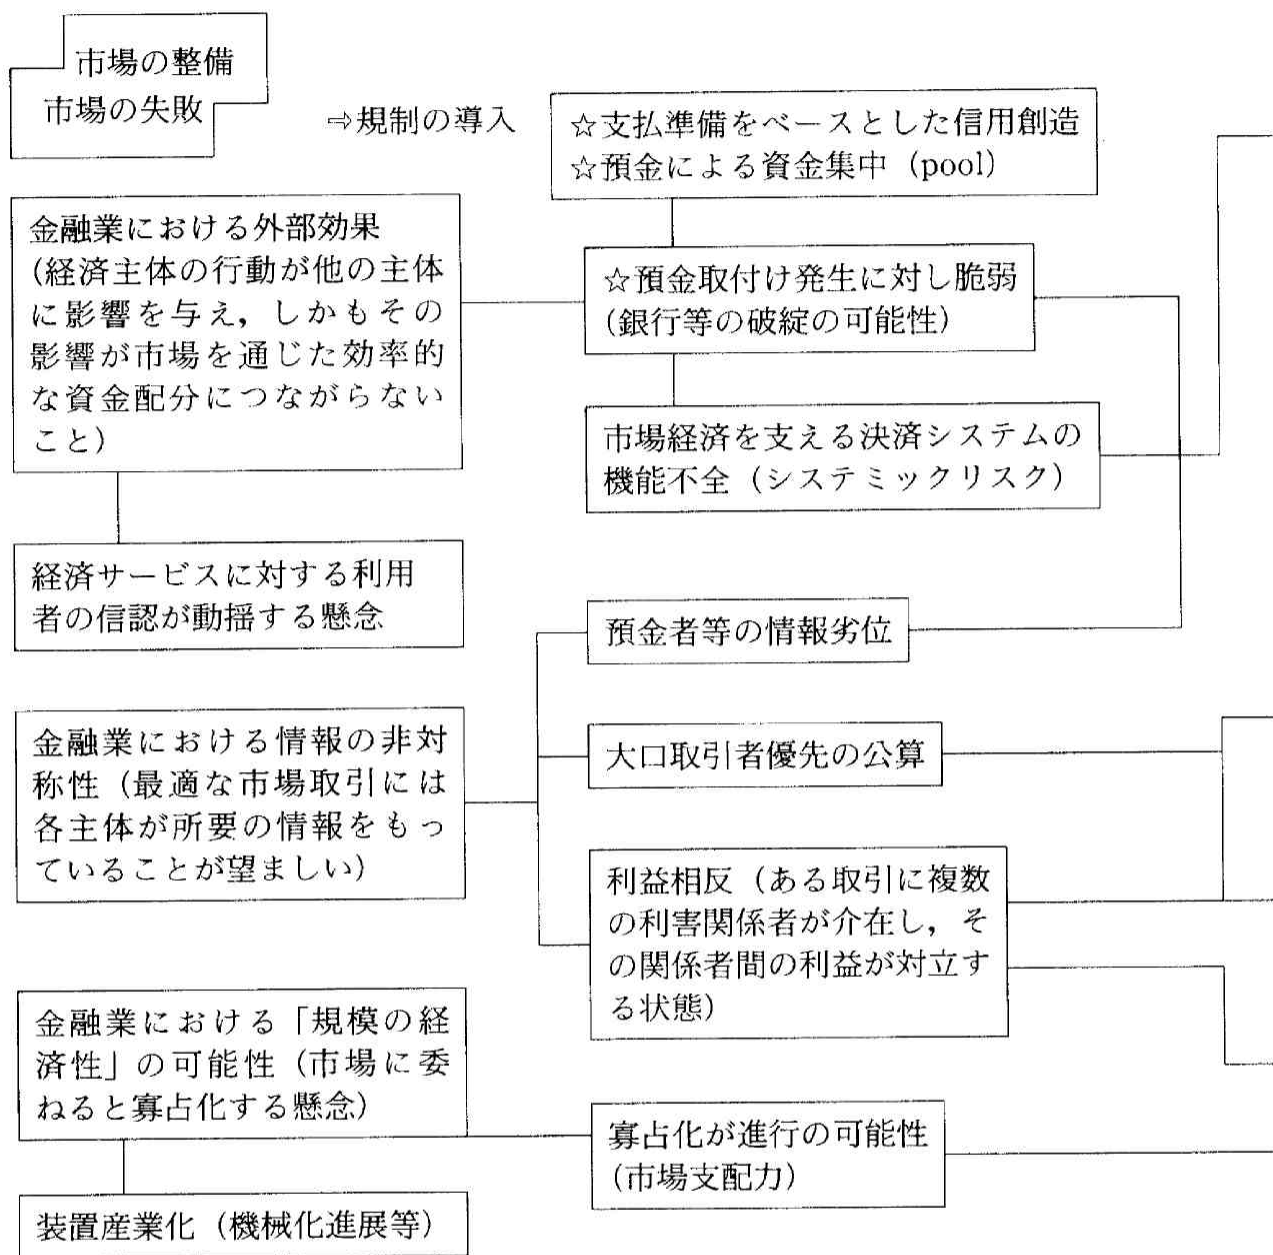 市場の整備
市場の失敗
⇨規制の導入
☆支払準備をベースとした信用創造
☆預金による資金集中（pool）
金融業における外部効果
（経済主体の行動が他の主体
に影響を与え，しかもその
影響が市場を通じた効率的
な資金配分につながらない
こと）
☆預金取付け発生に対し脆弱
（銀行等の破綻の可能性）
市場経済を支える決済システムの
機能不全（システミックリスク）
経済サービスに対する利用
者の信認が動揺する懸念
預金者等の情報劣位
金融業における情報の非対
称性（最適な市場取引には
各主体が所要の情報をもっ
ていることが望ましい）
大口取引者優先の公算
利益相反（ある取引に複数
の利害関係者が介在し，そ
の関係者間の利益が対立す
る状態）
金融業における「規模の経
済性」の可能性（市場に委
ねると寡占化する懸念）
寡占化が進行の可能性
（市場支配力）
装置産業化（機械化進展等）